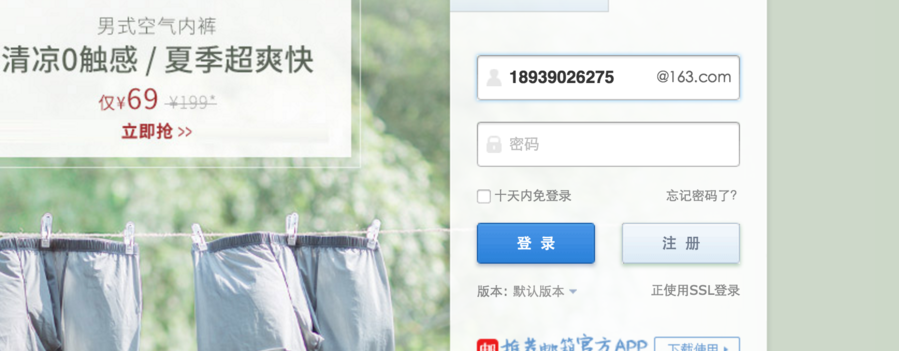 男式空气内裤
清凉0触感 / 夏季超爽快
仅¥69 ¥199*
立即抢 >>
18939026275 @163.com
密码
十天内免登录 忘记密码了?
登 录 注 册
版本: 默认版本 正使用SSL登录
推荐邮箱官方APP 下载使用